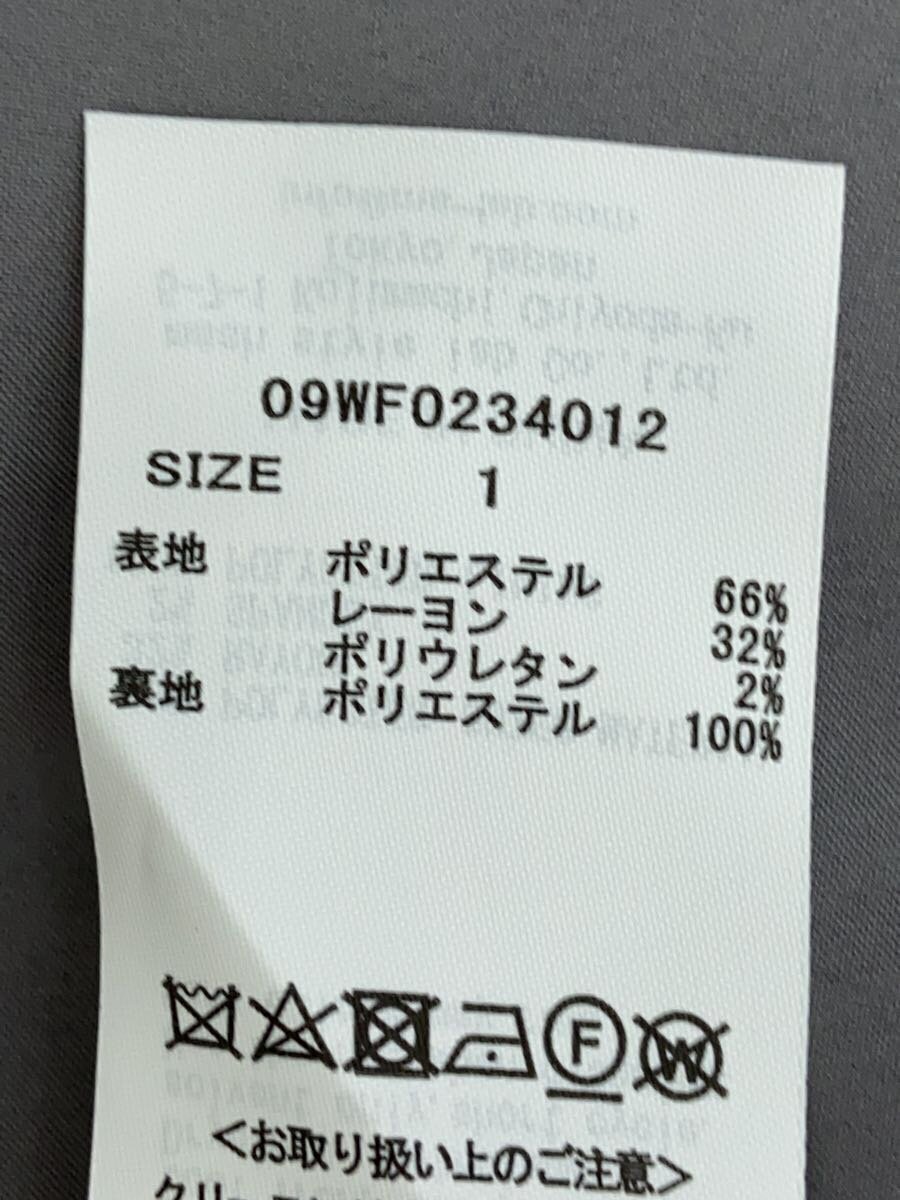 09WF0234012
SIZE 1
表地 ポリエステル 66%
レーヨン 32%
ポリウレタン 2%
裏地 ポリエステル 100%
F W
<お取り扱い上のご注意>